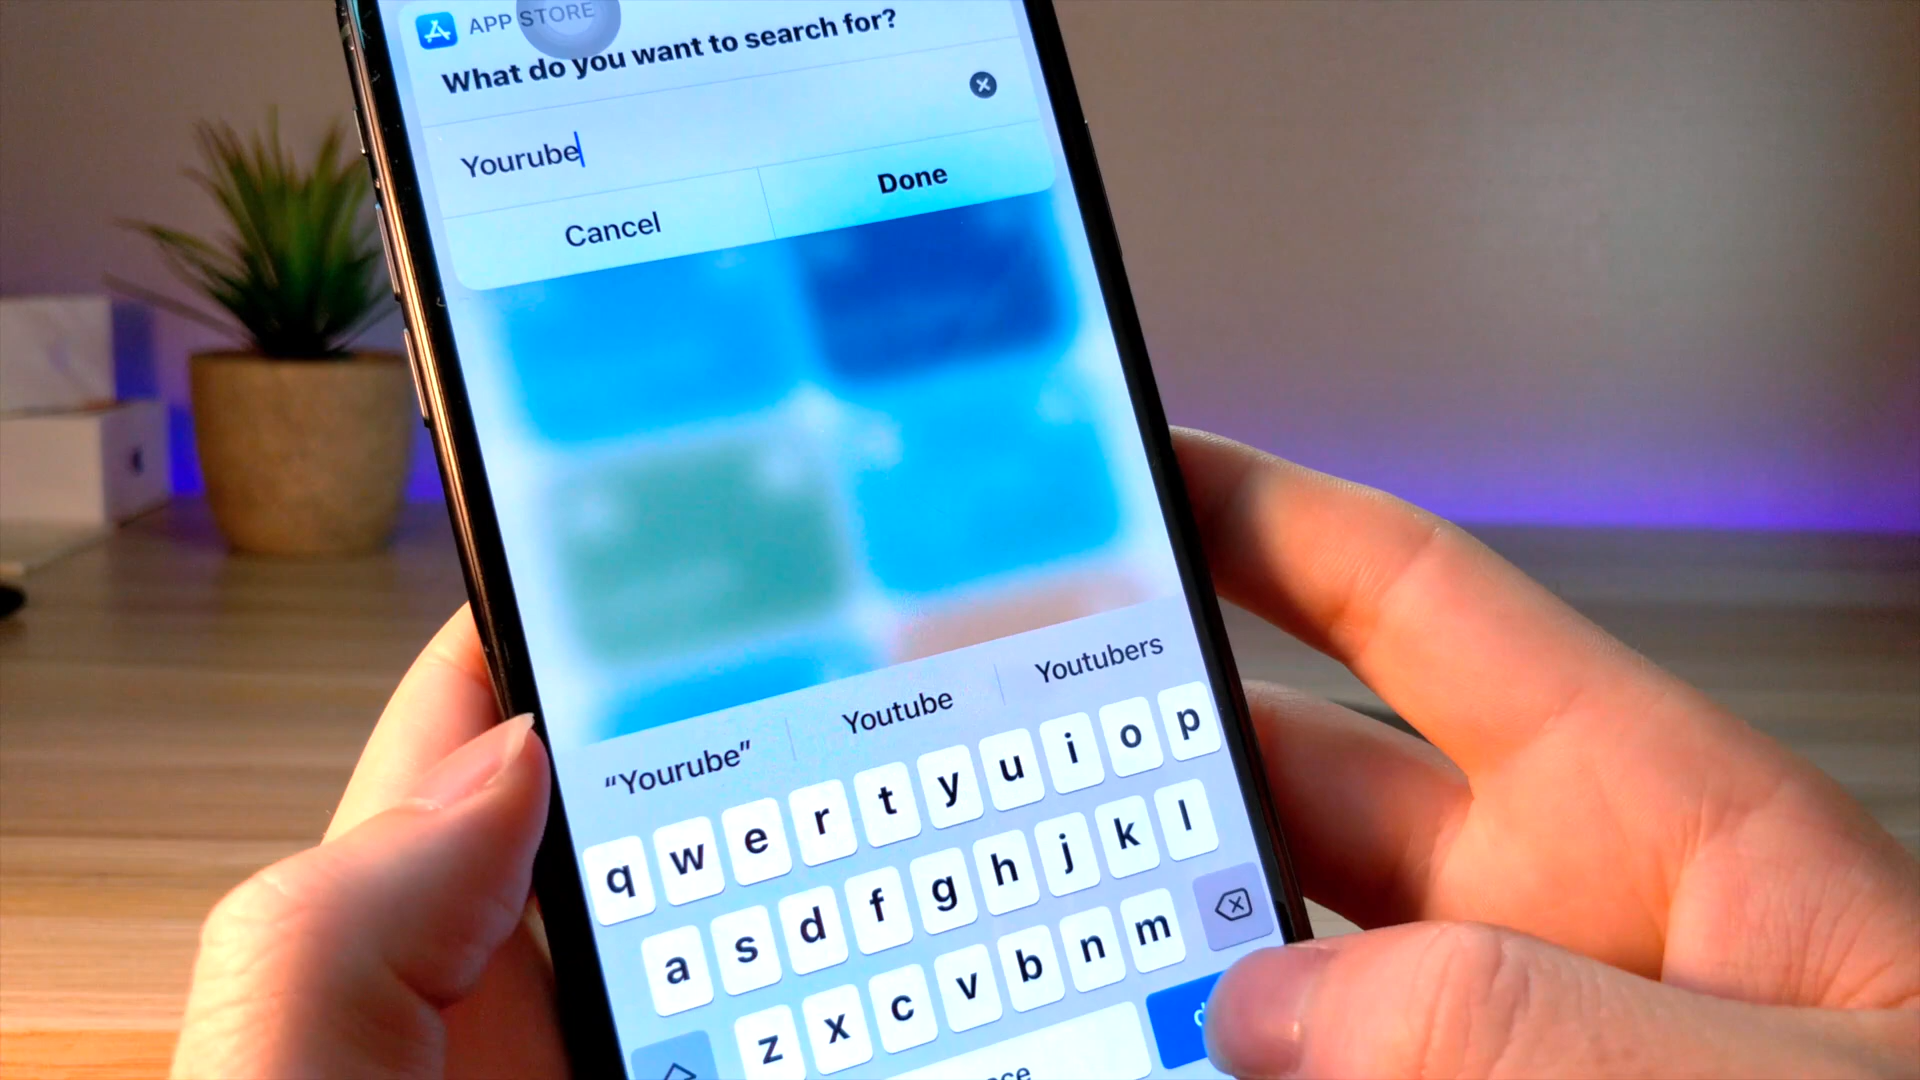 APP STORE
What do you want to search for?
Yourube
Cancel
Done
“Yourube”
Youtube
Youtubers
q w e r t y u i o p
a s d f g h j k l
z x c v b n m